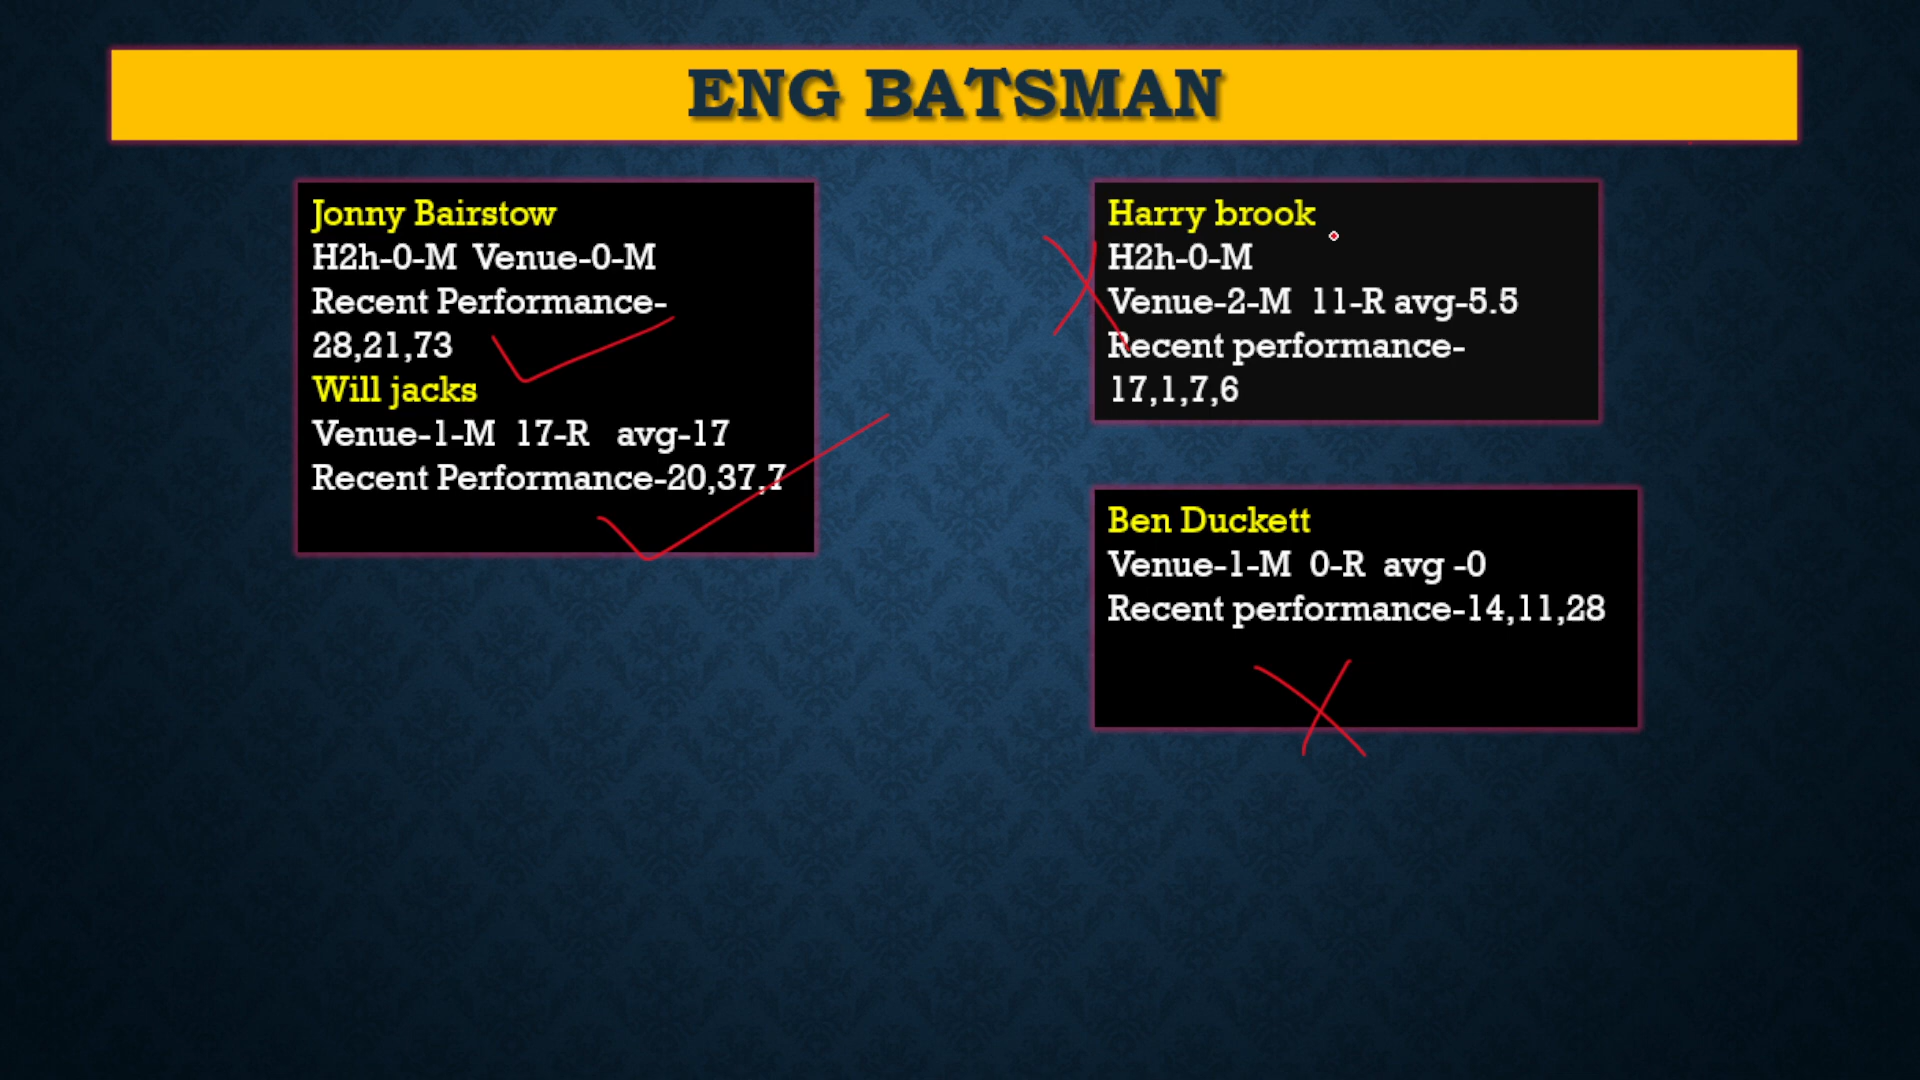 ENG BATSMAN
Jonny Bairstow
H2h-0-M Venue-0-M
Recent Performance-
28,21,73
Will jacks
Venue-1-M 17-R avg-17
Recent Performance-20,37,7
Harry brook
H2h-0-M
Venue-2-M 11-R avg-5.5
Recent performance-
17,1,7,6
Ben Duckett
Venue-1-M 0-R avg -0
Recent performance-14,11,28